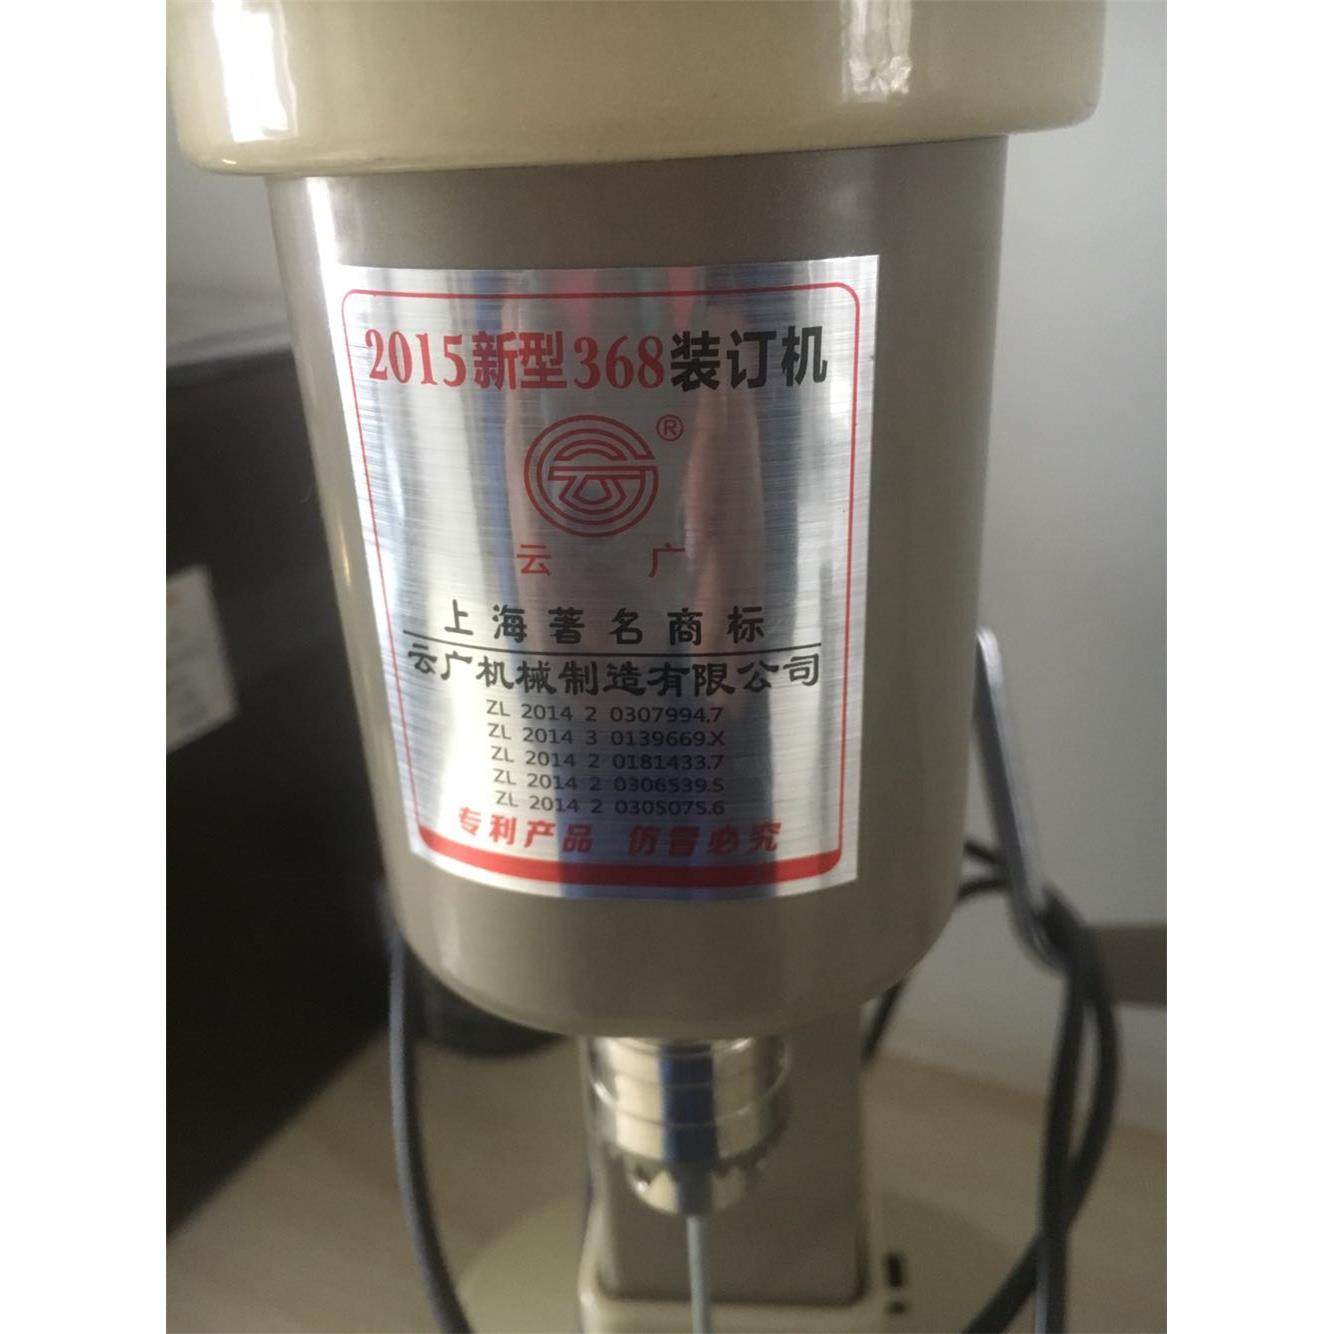 2015新型368装订机
®
云 广
上海著名商标
云广机械制造有限公司
ZL 2014 2 0307994.7
ZL 2014 3 0139669.X
ZL 2014 2 0181433.7
ZL 2014 2 0306539.5
ZL 2014 2 0305075.6
专利产品 仿冒必究